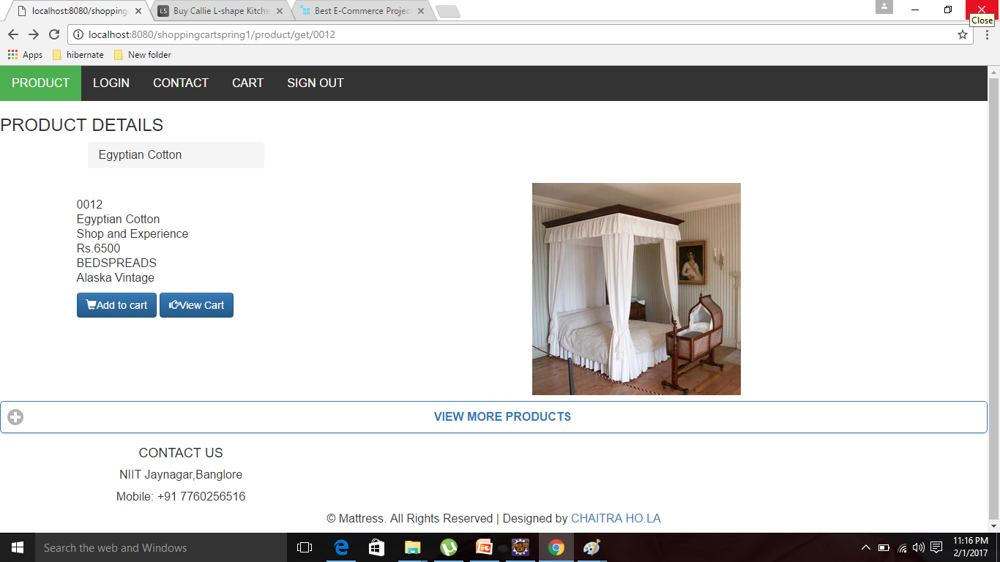 localhost:8080/shopping
LS Buy Callie L-shape Kitche
Best E-Commerce Projec
Close
localhost:8080/shoppingcartspring1/product/get/0012
Apps hibernate New folder
PRODUCT LOGIN CONTACT CART SIGN OUT
PRODUCT DETAILS
Egyptian Cotton
0012
Egyptian Cotton
Shop and Experience
Rs.6500
BEDSPREADS
Alaska Vintage
Add to cart View Cart
VIEW MORE PRODUCTS
CONTACT US
NIIT Jaynagar,Banglore
Mobile: +91 7760256516
© Mattress. All Rights Reserved | Designed by CHAITRA HO.LA
Search the web and Windows
11:16 PM
2/1/2017